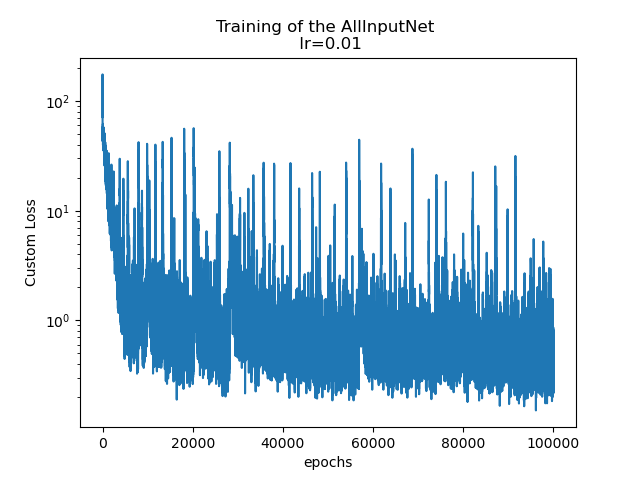 Training of the AllInputNet
lr=0.01
Custom Loss
10²
10¹
10⁰
0 20000 40000 60000 80000 100000
epochs